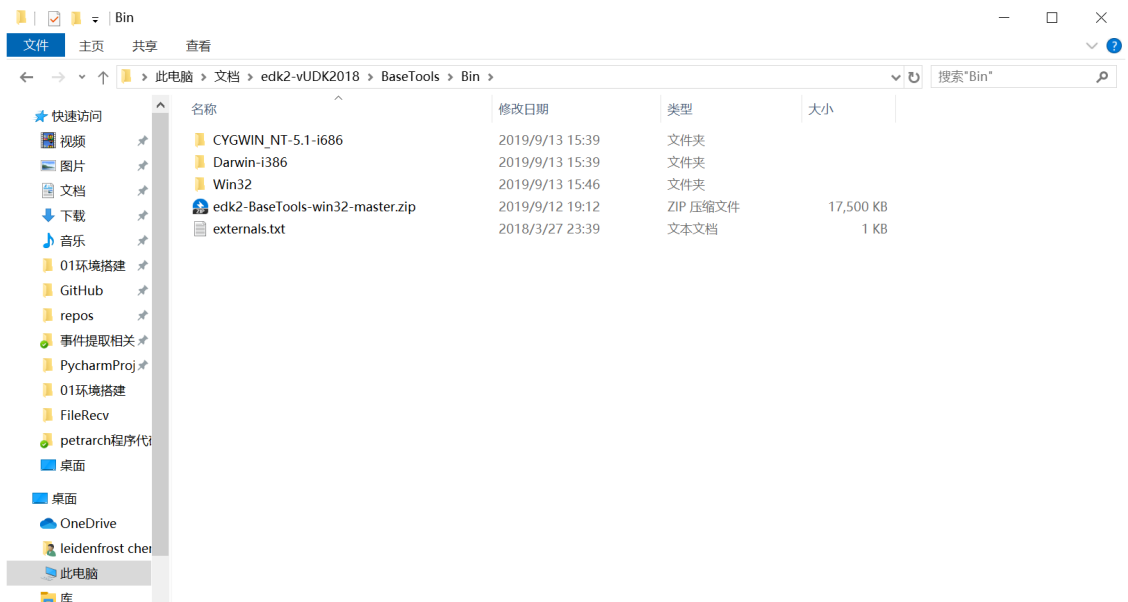 Bin
文件 主页 共享 查看
此电脑 文档 edk2-vUDK2018 BaseTools Bin 搜索"Bin"
名称 修改日期 类型 大小
CYGWIN_NT-5.1-i686 2019/9/13 15:39 文件夹
Darwin-i386 2019/9/13 15:39 文件夹
Win32 2019/9/13 15:46 文件夹
edk2-BaseTools-win32-master.zip 2019/9/12 19:12 ZIP 压缩文件 17,500 KB
externals.txt 2018/3/27 23:39 文本文档 1 KB
快速访问
视频
图片
文档
下载
音乐
01环境搭建
GitHub
repos
事件提取相关
PycharmProj
01环境搭建
FileRecv
petrarch程序代
桌面
桌面
OneDrive
leidenfrost cher
此电脑
库